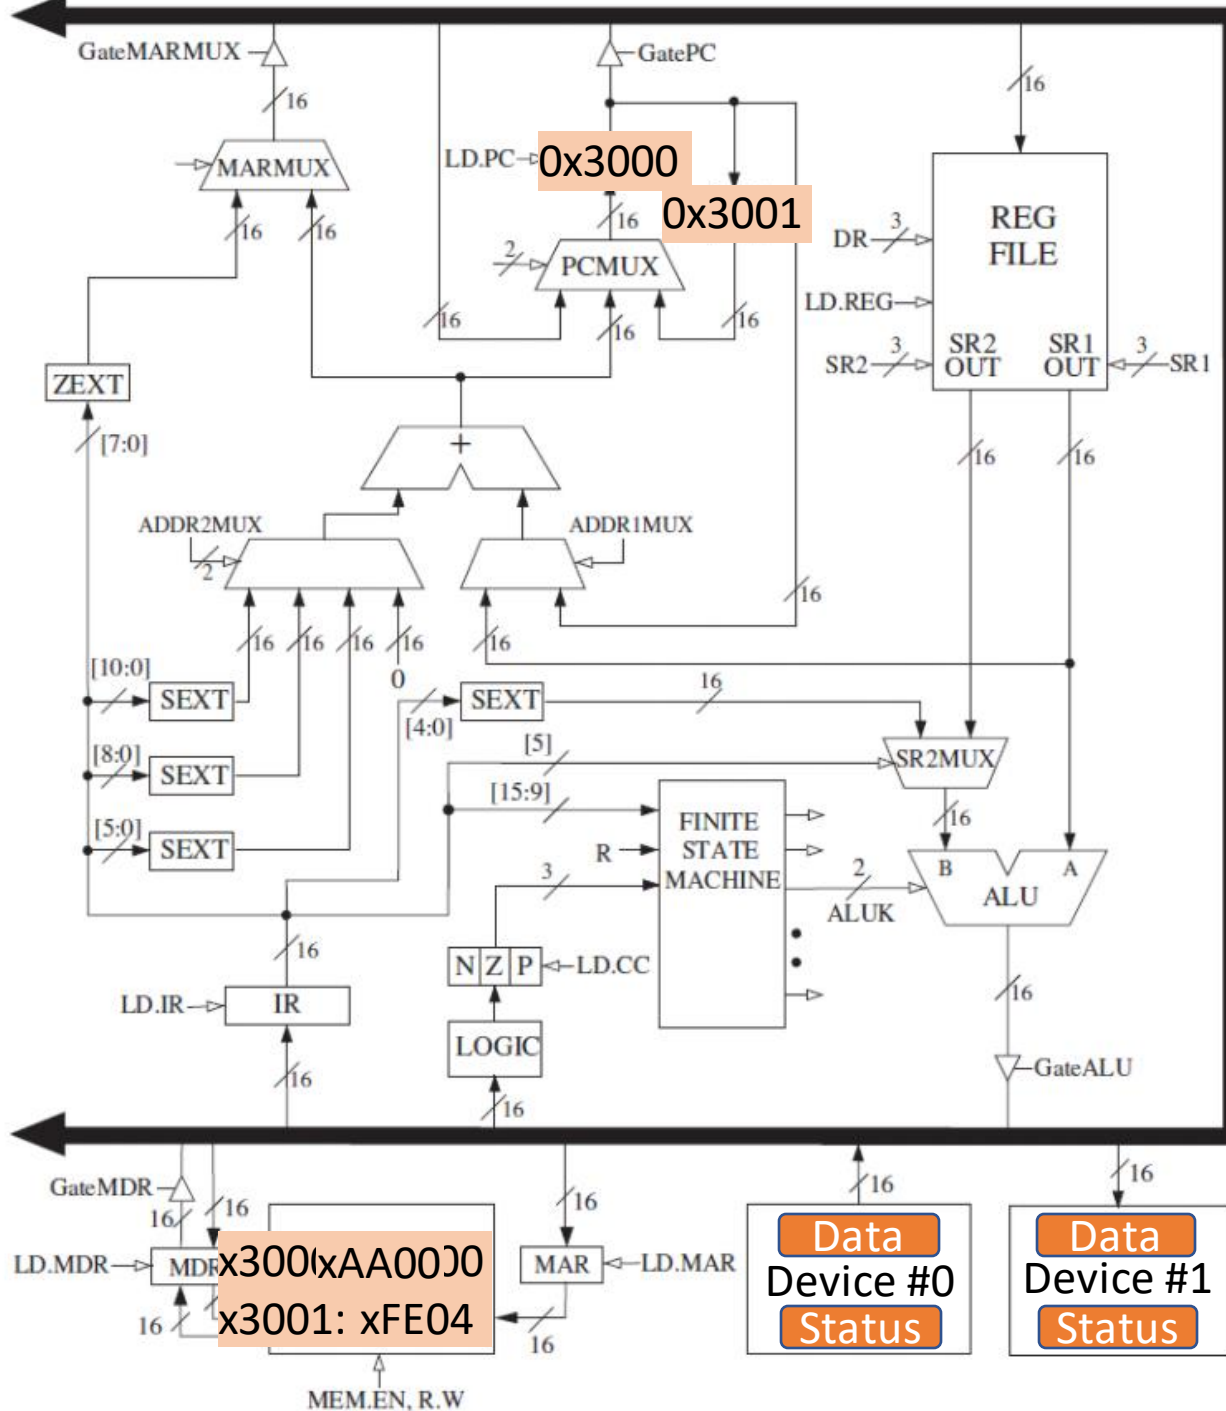 GateMARMUX
GatePC
16
16
MARMUX
LD.PC
0x3000
0x3001
16
16
16
2
PCMUX
16
16
16
REG
FILE
DR
3
LD.REG
SR2
3
SR2
OUT
SR1
OUT
3
SR1
ZEXT
[7:0]
+
16
16
ADDR2MUX
2
ADDR1MUX
16
16
16
16
16
16
0
[10:0]
SEXT
[8:0]
SEXT
[5:0]
SEXT
[4:0]
SEXT
16
[5]
SR2MUX
[15:9]
16
FINITE
STATE
MACHINE
R
3
2
ALUK
B
A
ALU
16
N Z P
LD.CC
LD.IR
IR
LOGIC
16
GateALU
16
16
GateMDR
16
16
16
16
16
LD.MDR
MDR
x300
xAA00
00
x3001: xFE04
MAR
LD.MAR
16
16
MEM.EN, R.W
Data
Device #0
Status
Data
Device #1
Status